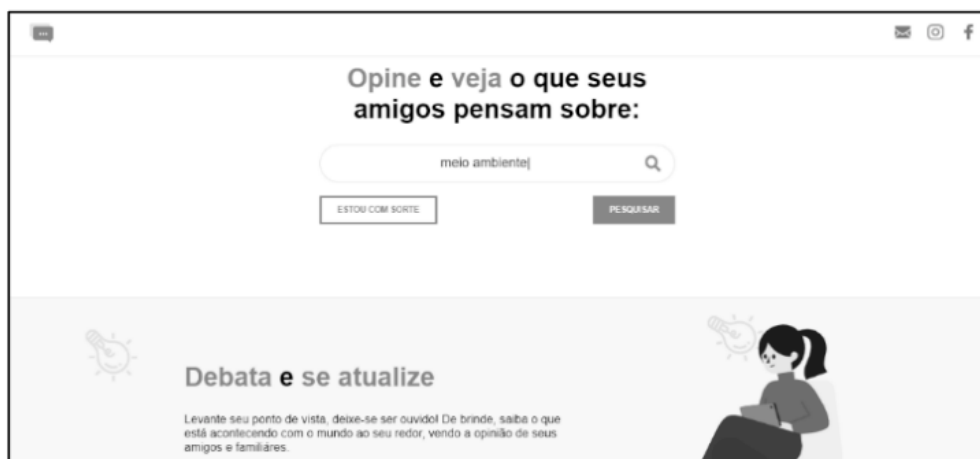 Opine e veja o que seus
amigos pensam sobre:
meio ambiente
ESTOU COM SORTE
PESQUISAR
Debata e se atualize
Levante seu ponto de vista, deixe-se ser ouvido! De brinde, saiba o que
está acontecendo com o mundo ao seu redor, vendo a opinião de seus
amigos e familiáres.